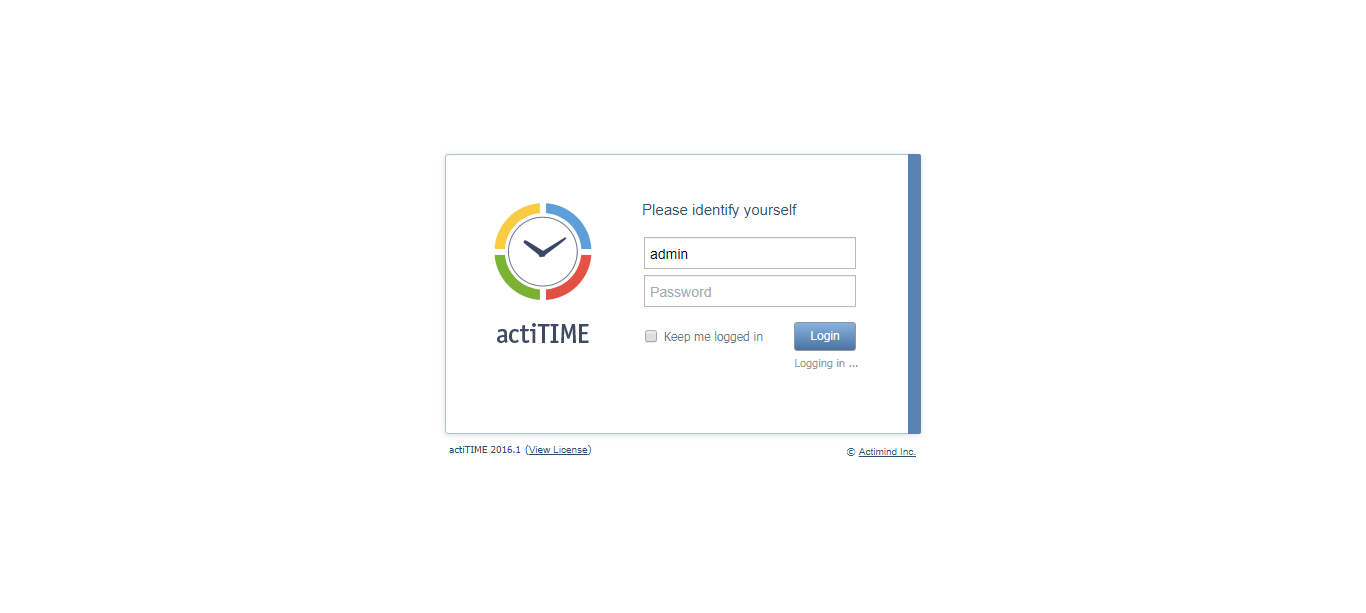 Please identify yourself
admin
Password
actiTIME
Keep me logged in
Login
Logging in ...
actiTIME 2016.1 (View License)
© Actimind Inc.